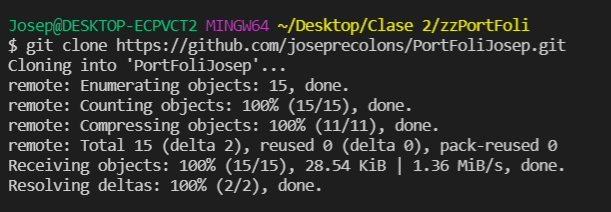 Josep@DESKTOP-ECPVCT2 MINGW64 ~/Desktop/Clase 2/zzPortFoli
$ git clone https://github.com/joseprecolons/PortFoliJosep.git
Cloning into 'PortFoliJosep'...
remote: Enumerating objects: 15, done.
remote: Counting objects: 100% (15/15), done.
remote: Compressing objects: 100% (11/11), done.
remote: Total 15 (delta 2), reused 0 (delta 0), pack-reused 0
Receiving objects: 100% (15/15), 28.54 KiB | 1.36 MiB/s, done.
Resolving deltas: 100% (2/2), done.